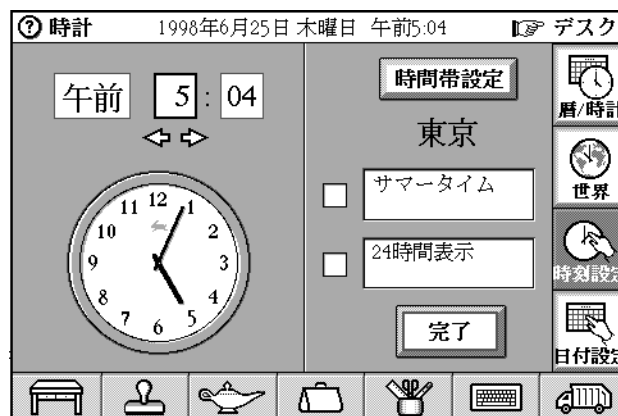 ? 時計 1998年6月25日 木曜日 午前5:04 ☞ デスク
午前 5 : 04
時間帯設定
東京
サマータイム
24時間表示
完了
12
1
2
3
4
5
6
7
8
9
10
11
暦/時計
世界
時刻設定
日付設定